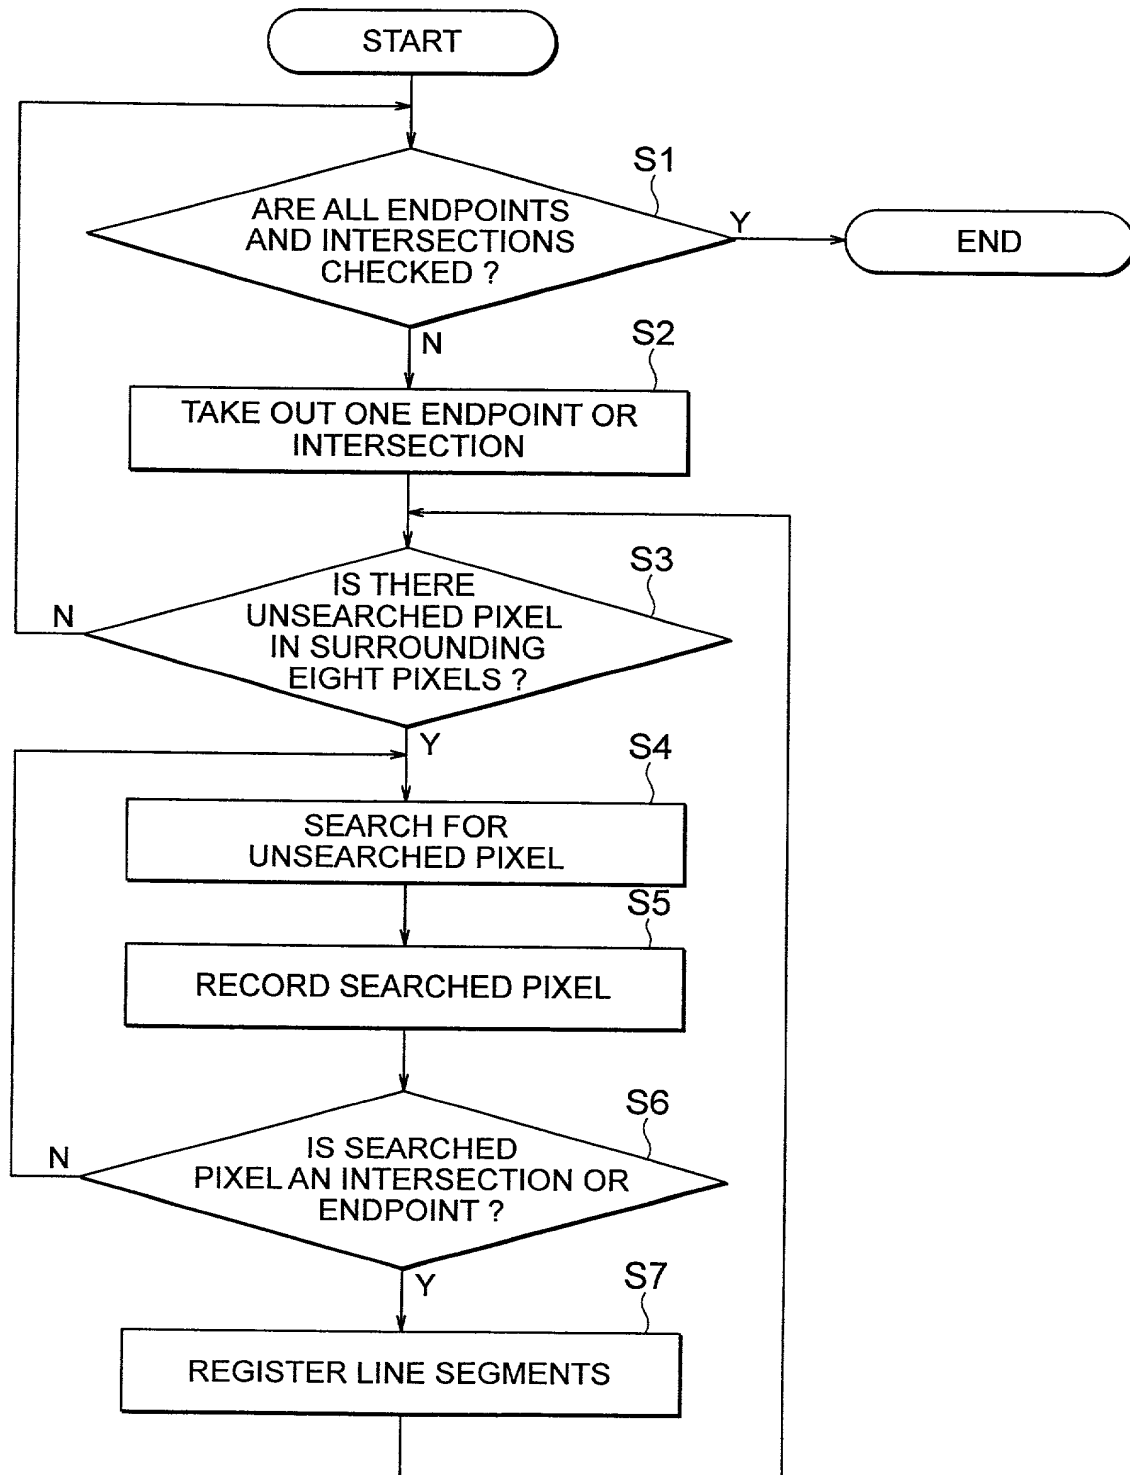 START
S1
ARE ALL ENDPOINTS
AND INTERSECTIONS
CHECKED ?
Y
END
N
S2
TAKE OUT ONE ENDPOINT OR
INTERSECTION
S3
IS THERE
UNSEARCHED PIXEL
IN SURROUNDING
EIGHT PIXELS ?
N
Y
S4
SEARCH FOR
UNSEARCHED PIXEL
S5
RECORD SEARCHED PIXEL
S6
IS SEARCHED
PIXEL AN INTERSECTION OR
ENDPOINT ?
N
Y
S7
REGISTER LINE SEGMENTS